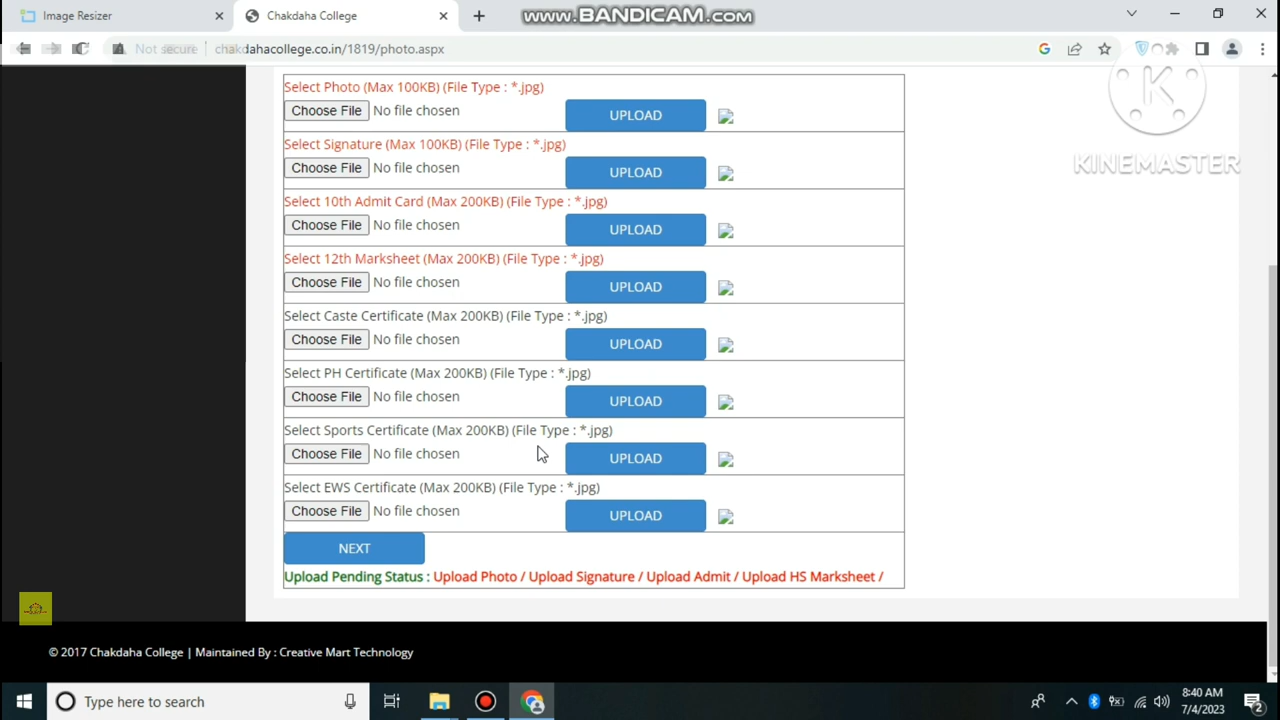 Image Resizer
Chakdaha College
www.BANDICAM.com
Not secure
chakdahacollege.co.in/1819/photo.aspx
KINEMASTER
Select Photo (Max 100KB) (File Type : *.jpg)
Choose File No file chosen UPLOAD
Select Signature (Max 100KB) (File Type : *.jpg)
Choose File No file chosen UPLOAD
Select 10th Admit Card (Max 200KB) (File Type : *.jpg)
Choose File No file chosen UPLOAD
Select 12th Marksheet (Max 200KB) (File Type : *.jpg)
Choose File No file chosen UPLOAD
Select Caste Certificate (Max 200KB) (File Type : *.jpg)
Choose File No file chosen UPLOAD
Select PH Certificate (Max 200KB) (File Type : *.jpg)
Choose File No file chosen UPLOAD
Select Sports Certificate (Max 200KB) (File Type : *.jpg)
Choose File No file chosen UPLOAD
Select EWS Certificate (Max 200KB) (File Type : *.jpg)
Choose File No file chosen UPLOAD
NEXT
Upload Pending Status : Upload Photo / Upload Signature / Upload Admit / Upload HS Marksheet /
© 2017 Chakdaha College | Maintained By : Creative Mart Technology
Type here to search
8:40 AM
7/4/2023
2